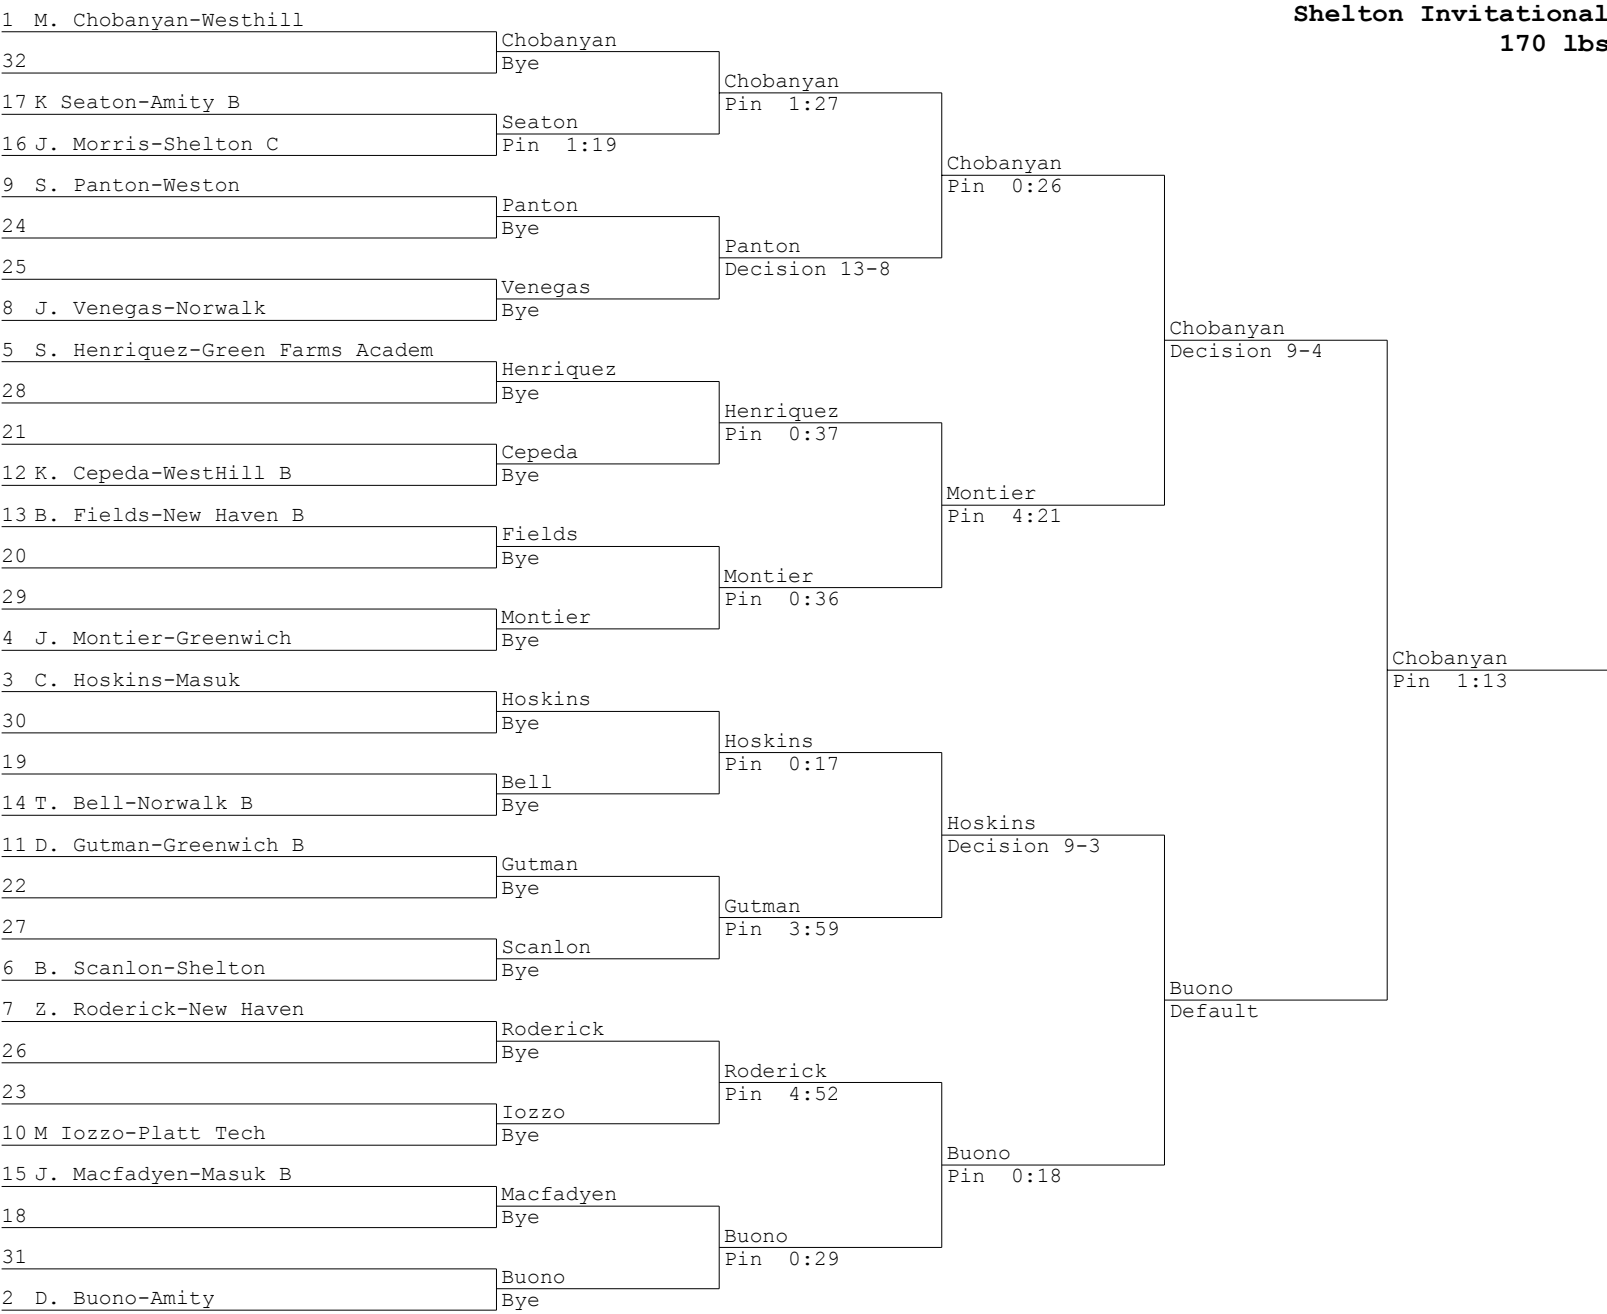 Shelton Invitational
170 lbs
1 M. Chobanyan-Westhill
32
17 K Seaton-Amity B
16 J. Morris-Shelton C
9 S. Panton-Weston
24
25
8 J. Venegas-Norwalk
5 S. Henriquez-Green Farms Academ
28
21
12 K. Cepeda-WestHill B
13 B. Fields-New Haven B
20
29
4 J. Montier-Greenwich
3 C. Hoskins-Masuk
30
19
14 T. Bell-Norwalk B
11 D. Gutman-Greenwich B
22
27
6 B. Scanlon-Shelton
7 Z. Roderick-New Haven
26
23
10 M Iozzo-Platt Tech
15 J. Macfadyen-Masuk B
18
31
2 D. Buono-Amity
Chobanyan
Bye
Seaton
Pin 1:19
Panton
Bye
Venegas
Bye
Henriquez
Bye
Cepeda
Bye
Fields
Bye
Montier
Bye
Hoskins
Bye
Bell
Bye
Gutman
Bye
Scanlon
Bye
Roderick
Bye
Iozzo
Bye
Macfadyen
Bye
Buono
Bye
Chobanyan
Pin 1:27
Panton
Decision 13-8
Henriquez
Pin 0:37
Montier
Pin 0:36
Hoskins
Pin 0:17
Gutman
Pin 3:59
Roderick
Pin 4:52
Buono
Pin 0:29
Chobanyan
Pin 0:26
Montier
Pin 4:21
Hoskins
Decision 9-3
Buono
Pin 0:18
Chobanyan
Decision 9-4
Buono
Default
Chobanyan
Pin 1:13